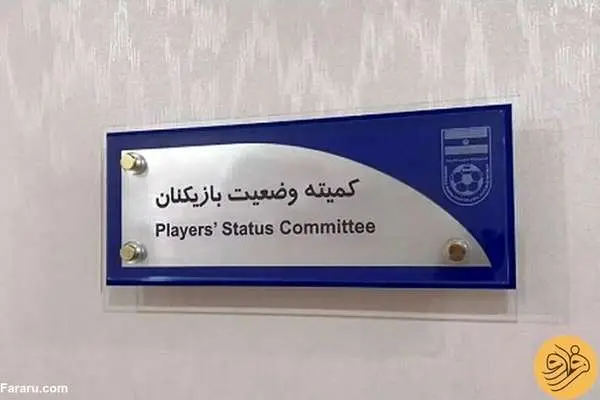 کمیته وضعیت بازیکنان
Players' Status Committee
فرارو
Fararu.com